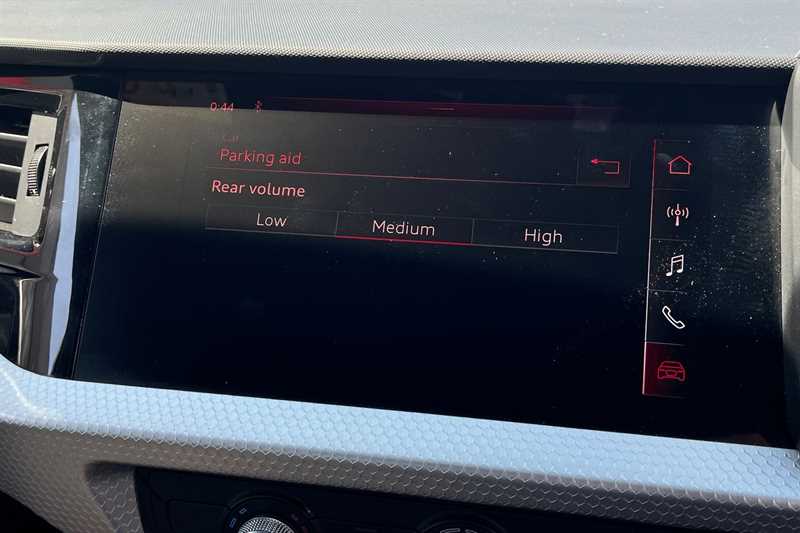 0:44
Car
Parking aid
Rear volume
Low Medium High